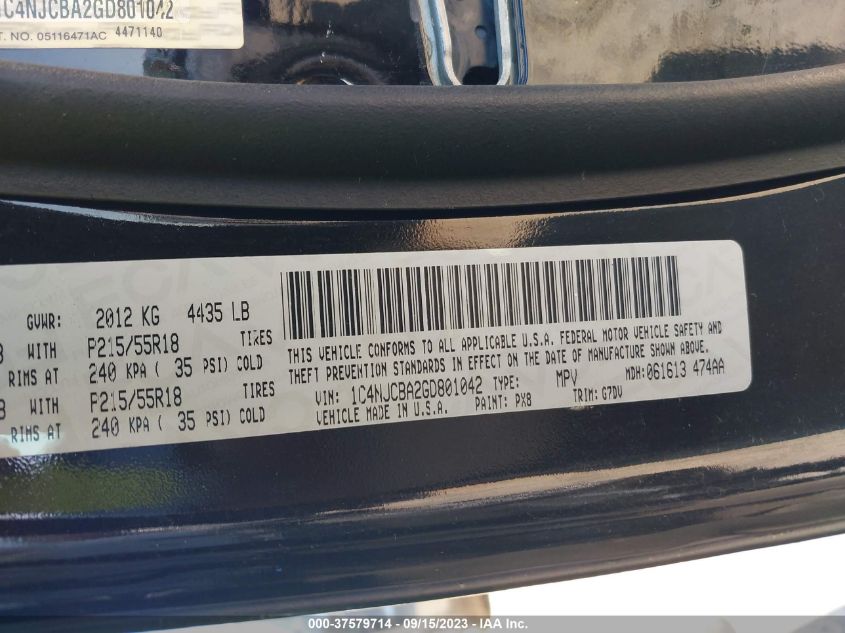 1C4NJCBA2GD801042
T. NO. 05116471AC 4471140
GVWR: 2012 KG 4435 LB
WITH P215/55R18 TIRES
RIMS AT 240 KPA ( 35 PSI) COLD
WITH P215/55R18 TIRES
RIMS AT 240 KPA ( 35 PSI) COLD
THIS VEHICLE CONFORMS TO ALL APPLICABLE U.S.A. FEDERAL MOTOR VEHICLE SAFETY AND
THEFT PREVENTION STANDARDS IN EFFECT ON THE DATE OF MANUFACTURE SHOWN ABOVE.
VIN: 1C4NJCBA2GD801042 TYPE: MPV MDH: 061613 474AA
VEHICLE MADE IN U.S.A. PAINT: PX8 TRIM: G7DV
000-37579714 - 09/15/2023 - IAA Inc.